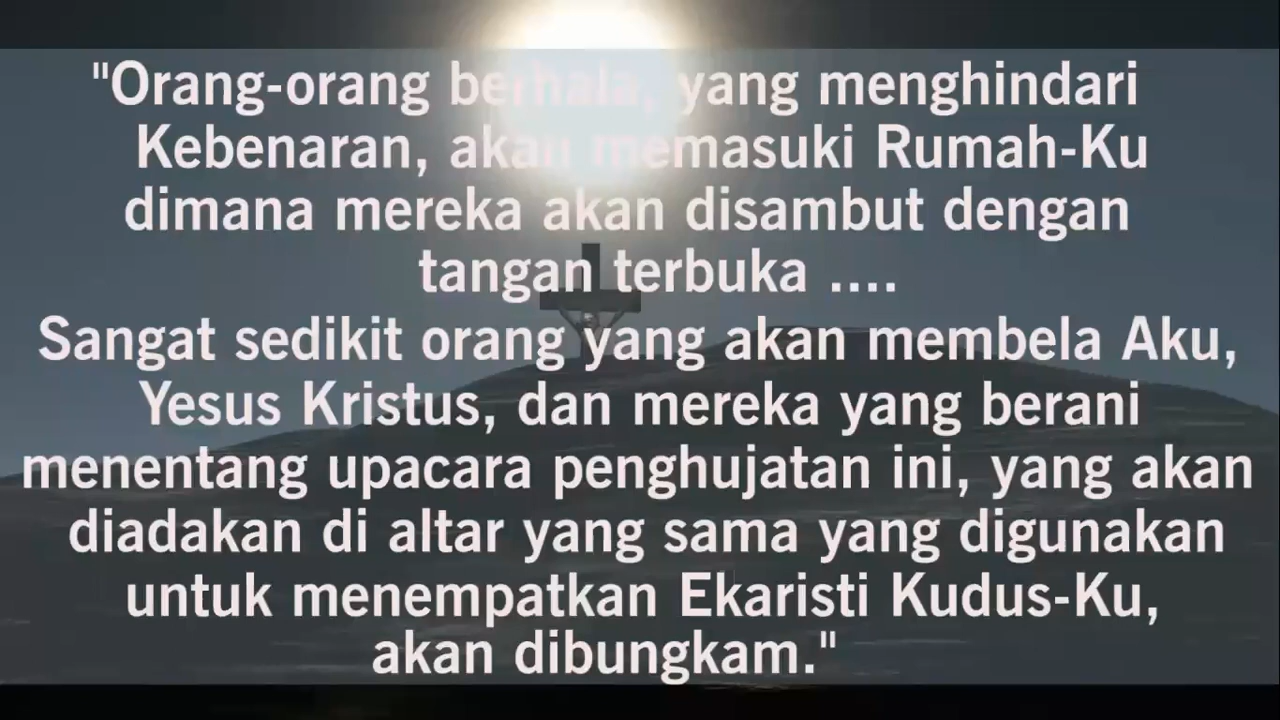 "Orang-orang berhala, yang menghindari
Kebenaran, akan memasuki Rumah-Ku
dimana mereka akan disambut dengan
tangan terbuka ....
Sangat sedikit orang yang akan membela Aku,
Yesus Kristus, dan mereka yang berani
menentang upacara penghujatan ini, yang akan
diadakan di altar yang sama yang digunakan
untuk menempatkan Ekaristi Kudus-Ku,
akan dibungkam."